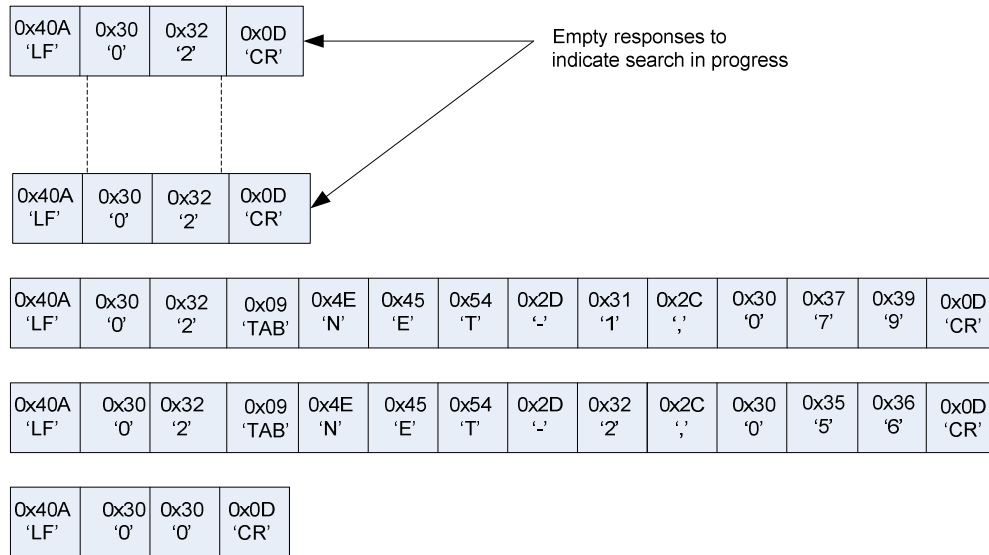 0x40A 0x30 0x32 0x0D
‘LF’ ‘0’ ‘2’ ‘CR’
Empty responses to
indicate search in progress
0x40A 0x30 0x32 0x0D
‘LF’ ‘0’ ‘2’ ‘CR’
0x40A 0x30 0x32 0x09 0x4E 0x45 0x54 0x2D 0x31 0x2C 0x30 0x37 0x39 0x0D
‘LF’ ‘0’ ‘2’ ‘TAB’ ‘N’ ‘E’ ‘T’ ‘-’ ‘1’ ‘,’ ‘0’ ‘7’ ‘9’ ‘CR’
0x40A 0x30 0x32 0x09 0x4E 0x45 0x54 0x2D 0x32 0x2C 0x30 0x35 0x36 0x0D
‘LF’ ‘0’ ‘2’ ‘TAB’ ‘N’ ‘E’ ‘T’ ‘-’ ‘2’ ‘,’ ‘0’ ‘5’ ‘6’ ‘CR’
0x40A 0x30 0x30 0x0D
‘LF’ ‘0’ ‘0’ ‘CR’